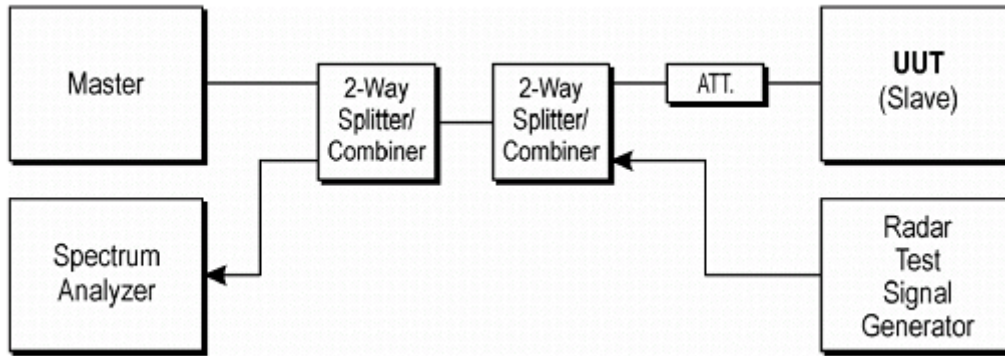 Master
2-Way
Splitter/
Combiner
2-Way
Splitter/
Combiner
ATT.
UUT
(Slave)
Spectrum
Analyzer
Radar
Test
Signal
Generator